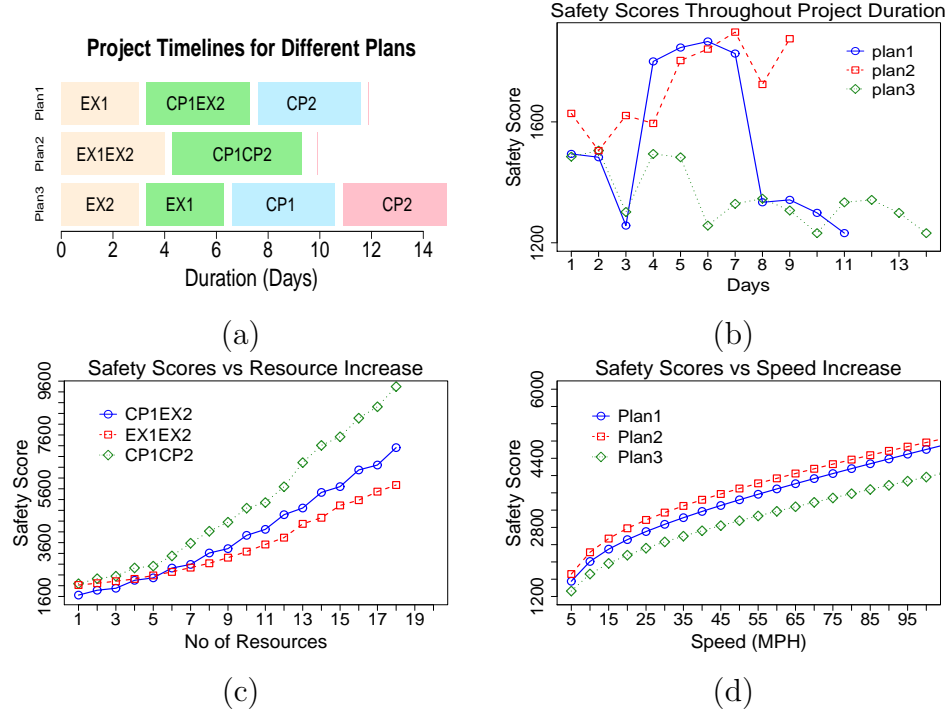 Project Timelines for Different Plans
Plan1
EX1 CP1EX2 CP2
Plan2
EX1EX2 CP1CP2
Plan3
EX2 EX1 CP1 CP2
0 2 4 6 8 10 12 14
Duration (Days)
(a)
Safety Scores Throughout Project Duration
Safety Score
1200 1600
plan1
plan2
plan3
1 2 3 4 5 6 7 8 9 11 13
Days
(b)
Safety Scores vs Resource Increase
Safety Score
1600 3600 5600 7600 9600
CP1EX2
EX1EX2
CP1CP2
1 3 5 7 9 11 13 15 17 19
No of Resources
(c)
Safety Scores vs Speed Increase
Safety Score
1200 2800 4400 6000
Plan1
Plan2
Plan3
5 15 25 35 45 55 65 75 85 95
Speed (MPH)
(d)